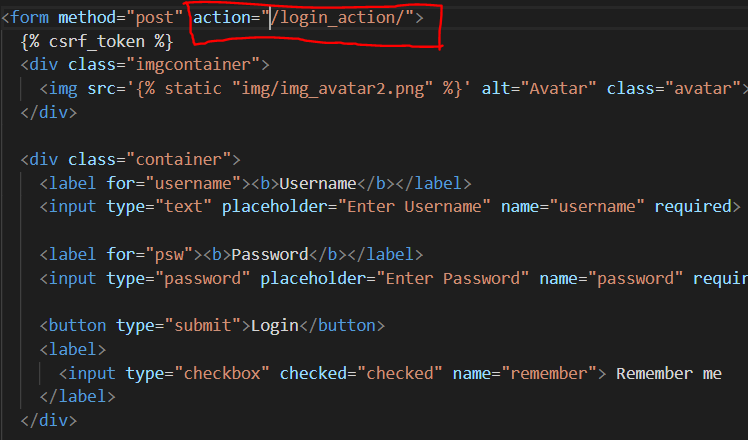 <form method="post" action="/login_action/">
{% csrf_token %}
<div class="imgcontainer">
<img src='{% static "img/img_avatar2.png" %}' alt="Avatar" class="avatar">
</div>
<div class="container">
<label for="username"><b>Username</b></label>
<input type="text" placeholder="Enter Username" name="username" required>
<label for="psw"><b>Password</b></label>
<input type="password" placeholder="Enter Password" name="password" requir
<button type="submit">Login</button>
<label>
<input type="checkbox" checked="checked" name="remember"> Remember me
</label>
</div>